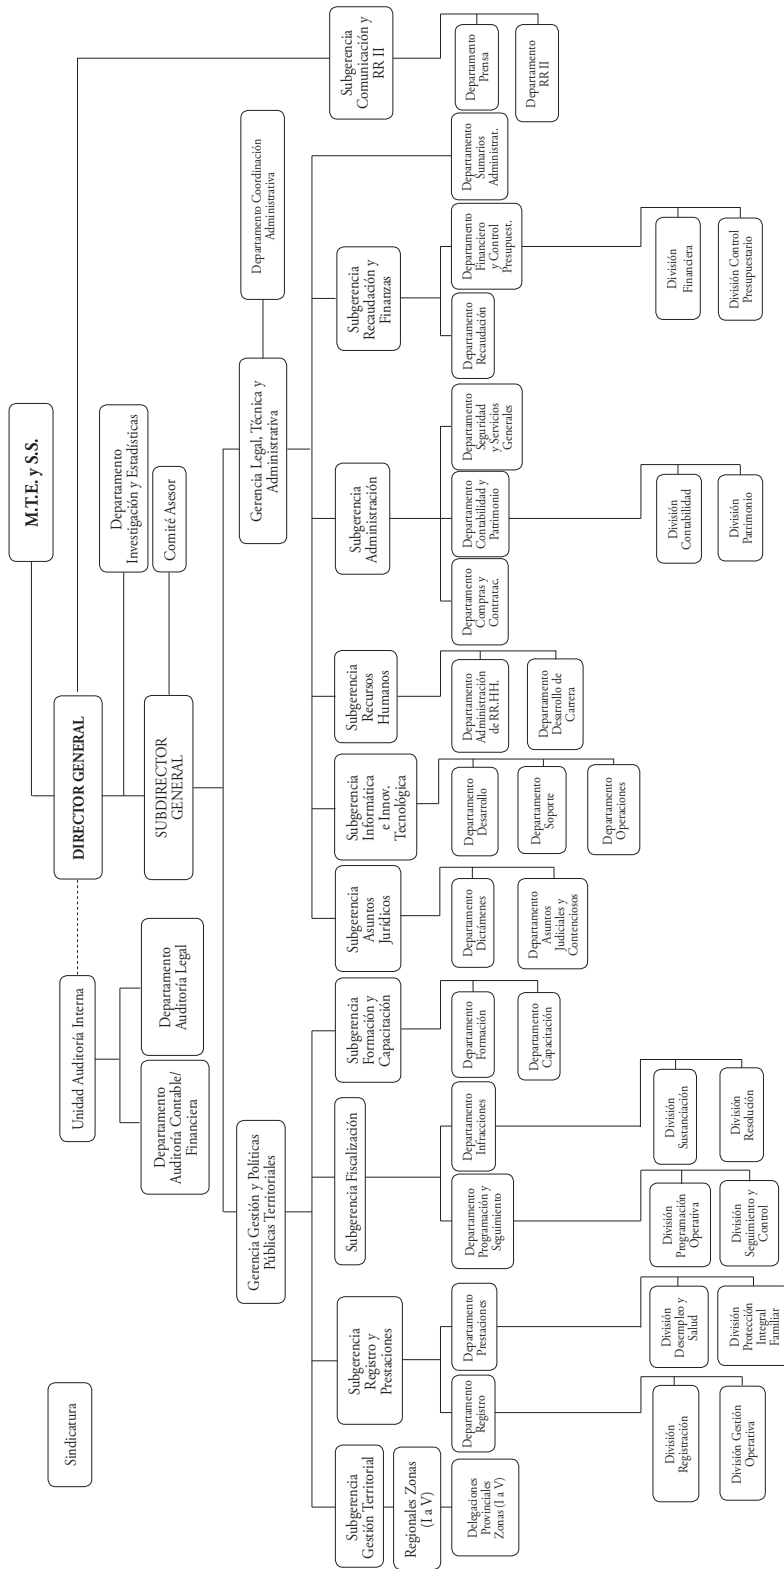 M.T.E. y S.S.
Sindicatura
Unidad Auditoría Interna
DIRECTOR GENERAL
Departamento
Auditoría Contable/
Financiera
Departamento
Auditoría Legal
Departamento
Investigación y Estadísticas
SUBDIRECTOR
GENERAL
Comité Asesor
Gerencia Gestión y Políticas
Públicas Territoriales
Gerencia Legal, Técnica y
Administrativa
Departamento Coordinación
Administrativa
Subgerencia
Gestión Territorial
Subgerencia
Registro y
Prestaciones
Subgerencia Fiscalización
Subgerencia
Formación y
Capacitación
Subgerencia
Asuntos
Jurídicos
Subgerencia
Informática
e Innov.
Tecnológica
Subgerencia
Recursos
Humanos
Subgerencia
Administración
Subgerencia
Recaudación y
Finanzas
Subgerencia
Comunicación y
RR II
Regionales Zonas
(I a V)
Delegaciones
Provinciales
Zonas (I a V)
Departamento
Registro
Departamento
Prestaciones
Departamento
Programación y
Seguimiento
Departamento
Infracciones
Departamento
Formación
Departamento
Capacitación
Departamento
Dictámenes
Departamento
Asuntos
Judiciales y
Contenciosos
Departamento
Desarrollo
Departamento
Soporte
Departamento
Operaciones
Departamento
Administración
de RR.HH.
Departamento
Desarrollo de
Carrera
Departamento
Compras y
Contratac.
Departamento
Contabilidad y
Patrimonio
Departamento
Seguridad
y Servicios
Generales
Departamento
Recaudación
Departamento
Financiero
y Control
Presupuest.
Departamento
Sumarios
Administrat.
Departamento
Prensa
Departamento
RR II
División
Registración
División Gestión
Operativa
División
Desempleo y
Salud
División
Protección
Integral
Familiar
División
Programación
Operativa
División
Seguimiento y
Control
División
Sustanciación
División
Resolución
División
Contabilidad
División
Patrimonio
División
Financiera
División Control
Presupuestario